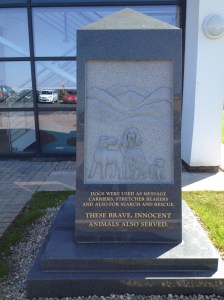 DOGS WERE USED AS MESSAGE
CARRIERS, STRETCHER BEARERS
AND ALSO FOR SEARCH AND RESCUE.
THESE BRAVE, INNOCENT
ANIMALS ALSO SERVED.